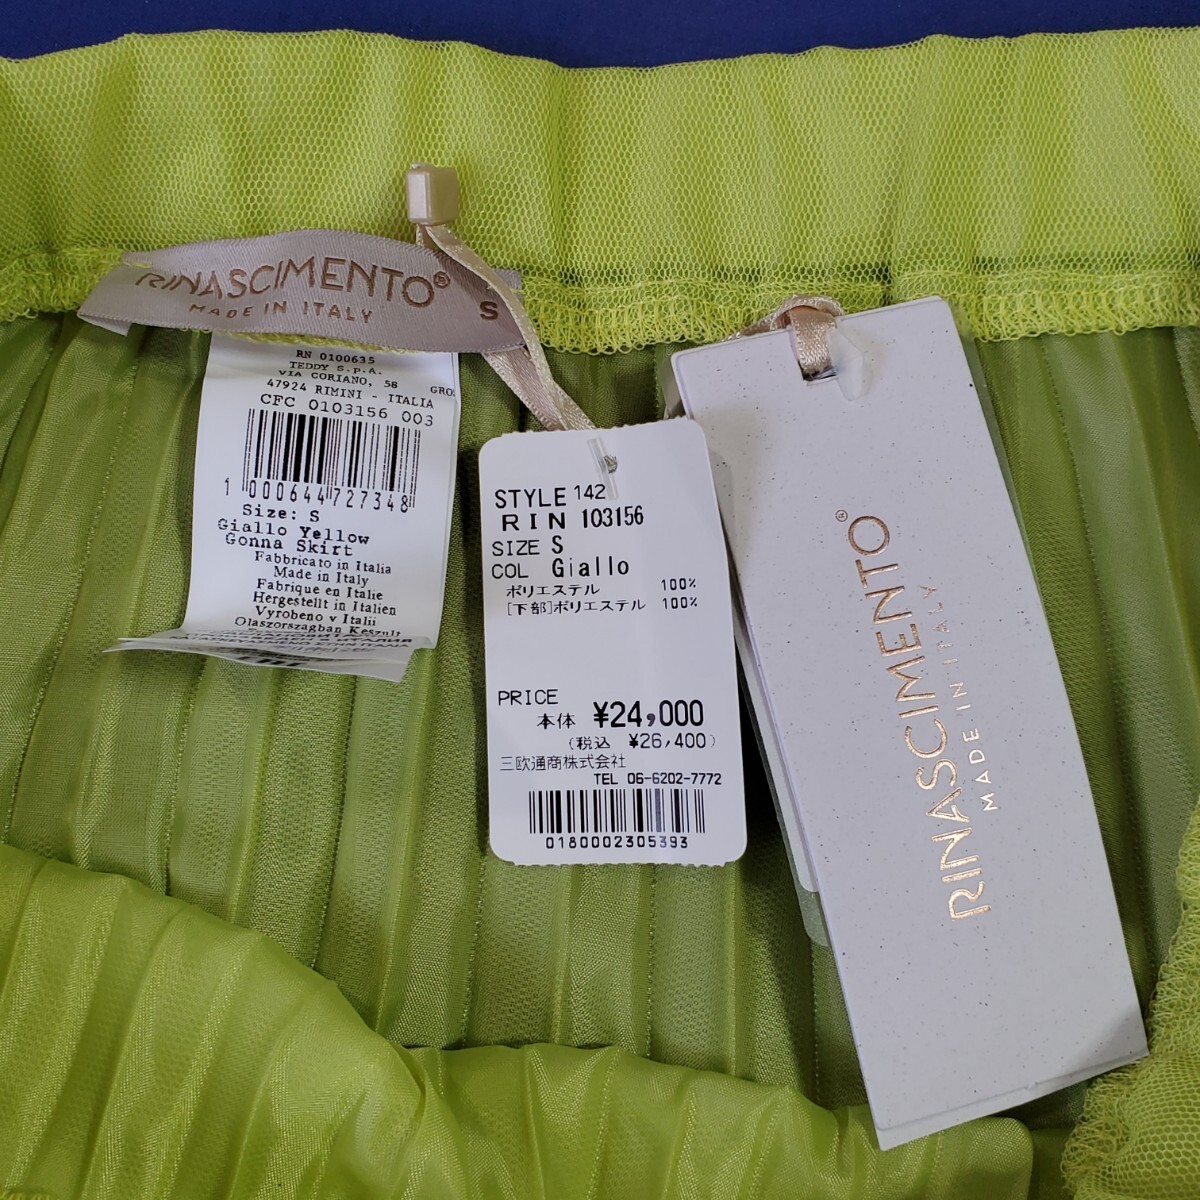 RINASCIMENTO®
MADE IN ITALY
S
RN 0100635
TEDDY S.P.A.
VIA CORIANO, 58 GROS
47924 RIMINI - ITALIA
CFC 0103156 003
1 000644 727348
Size: S
Giallo Yellow
Gonna Skirt
Fabbricato in Italia
Made in Italy
Fabrique en Italie
Hergestellt in Italien
Vyrobeno v Italii
Olaszorszagban Keszult
STYLE 142
RIN 103156
SIZE S
COL Giallo
ポリエステル 100%
[下部]ポリエステル 100%
PRICE
本体 ¥24,000
(税込 ¥26,400)
三欧通商株式会社
TEL 06-6202-7772
0180002305393
RINASCIMENTO®
MADE IN ITALY